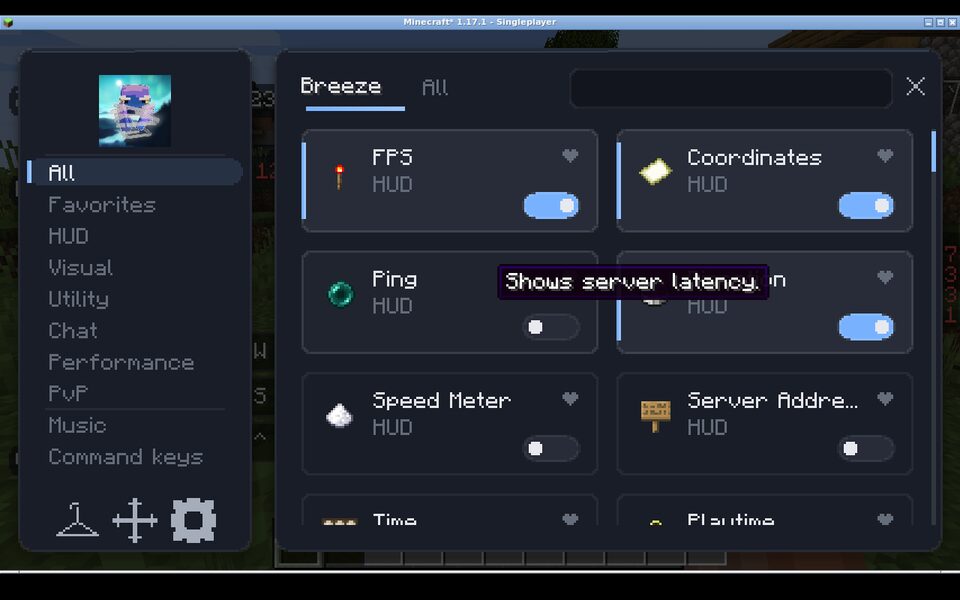 Minecraft* 1.17.1 - Singleplayer
Breeze
All
All
Favorites
HUD
Visual
Utility
Chat
Performance
PvP
Music
Command keys
FPS
HUD
Coordinates
HUD
Ping
HUD
Shows server latency.
HUD
Speed Meter
HUD
Server Addre...
HUD
Time
Playtime
W
S